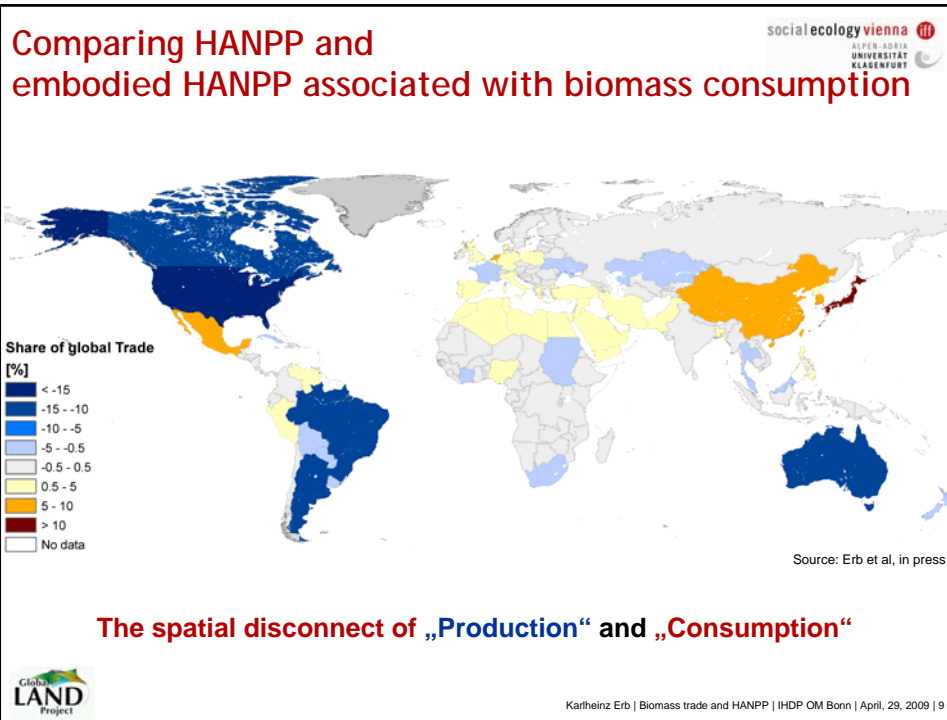 Comparing HANPP and
embodied HANPP associated with biomass consumption
social ecology vienna iff
ALPEN-ADRIA
UNIVERSITÄT
KLAGENFURT
Share of global Trade
[%]
< -15
-15 - -10
-10 - -5
-5 - -0.5
-0.5 - 0.5
0.5 - 5
5 - 10
> 10
No data
Source: Erb et al, in press
The spatial disconnect of „Production“ and „Consumption“
Global
LAND
Project
Karlheinz Erb | Biomass trade and HANPP | IHDP OM Bonn | April, 29, 2009 | 9